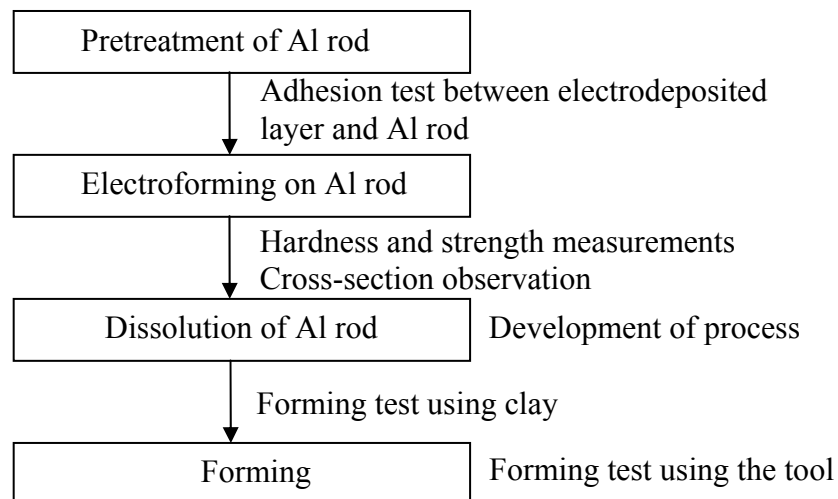 Pretreatment of Al rod
Adhesion test between electrodeposited
layer and Al rod
Electroforming on Al rod
Hardness and strength measurements
Cross-section observation
Dissolution of Al rod
Development of process
Forming test using clay
Forming
Forming test using the tool